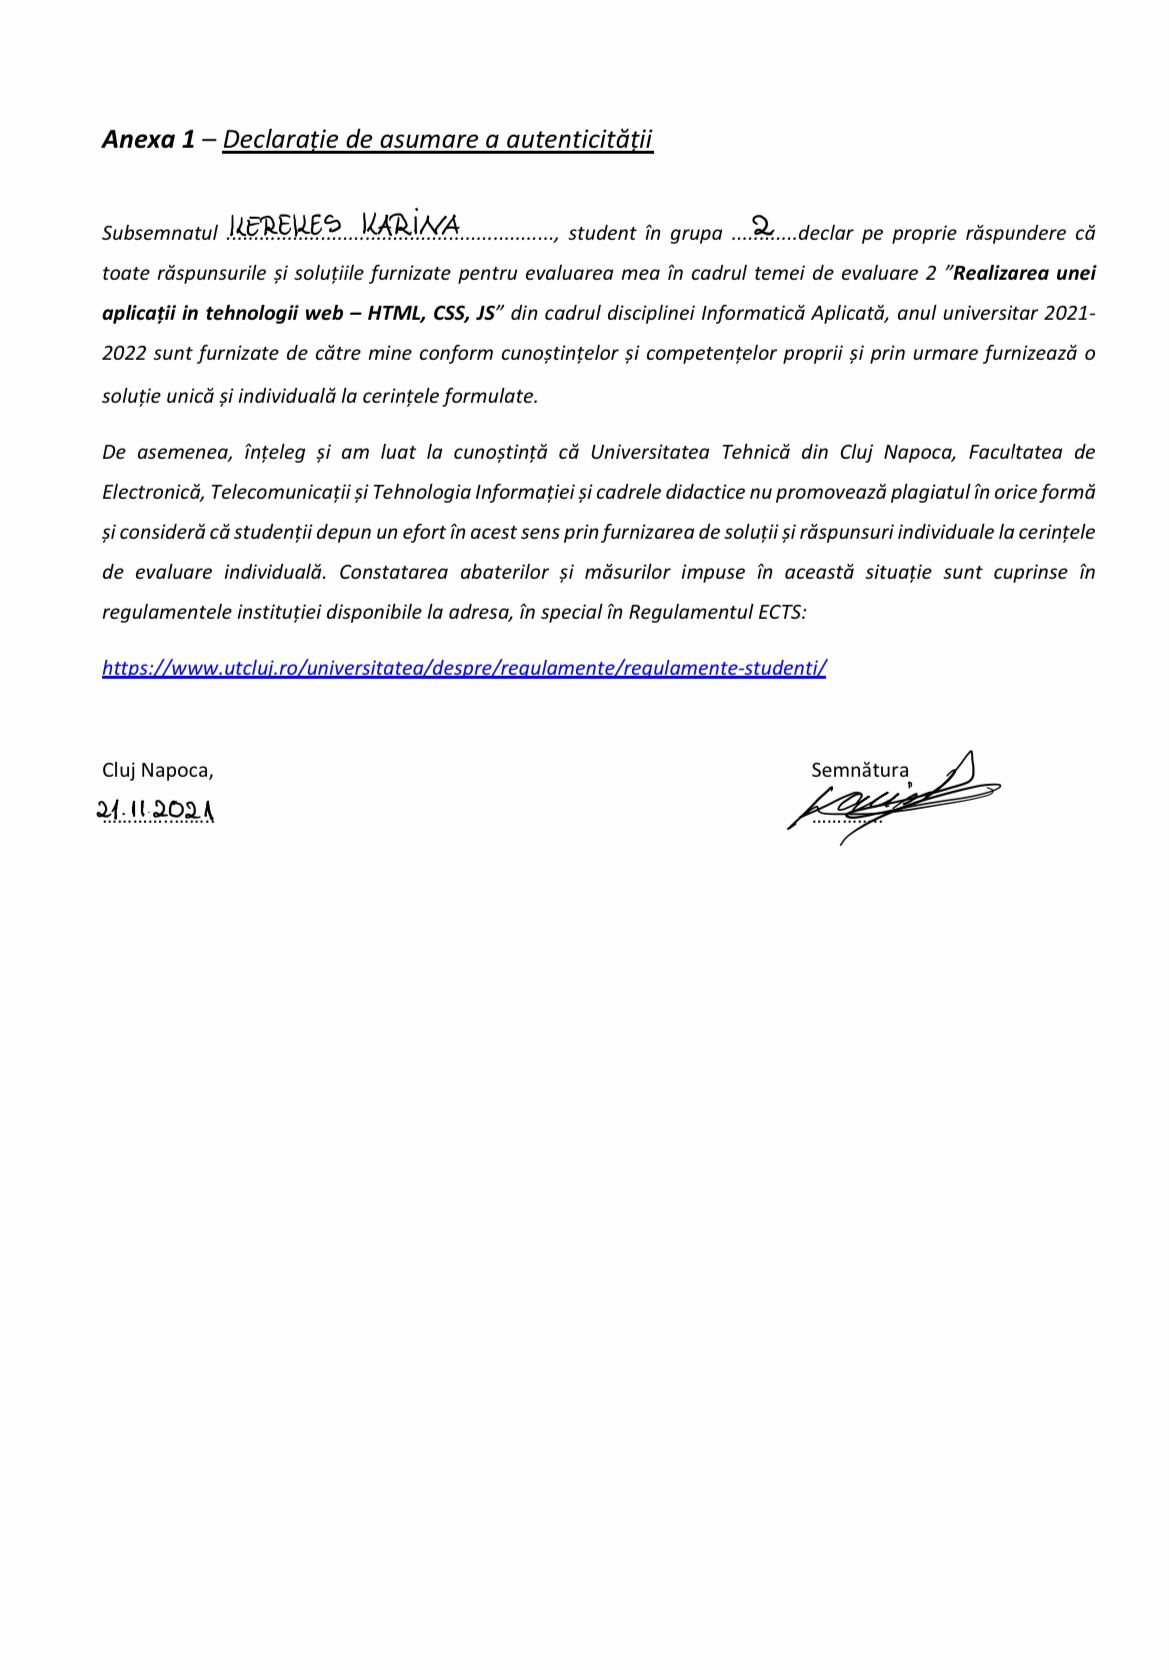 Anexa 1 – Declarație de asumare a autenticității
Subsemnatul KEREKES KARINA..........................................................., student în grupa ....2.....declar pe proprie răspundere că
toate răspunsurile și soluțiile furnizate pentru evaluarea mea în cadrul temei de evaluare 2 ”Realizarea unei
aplicații in tehnologii web – HTML, CSS, JS” din cadrul disciplinei Informatică Aplicată, anul universitar 2021-
2022 sunt furnizate de către mine conform cunoștințelor și competențelor proprii și prin urmare furnizează o
soluție unică și individuală la cerințele formulate.
De asemenea, înțeleg și am luat la cunoștință că Universitatea Tehnică din Cluj Napoca, Facultatea de
Electronică, Telecomunicații și Tehnologia Informației și cadrele didactice nu promovează plagiatul în orice formă
și consideră că studenții depun un efort în acest sens prin furnizarea de soluții și răspunsuri individuale la cerințele
de evaluare individuală. Constatarea abaterilor și măsurilor impuse în această situație sunt cuprinse în
regulamentele instituției disponibile la adresa, în special în Regulamentul ECTS:
https://www.utcluj.ro/universitatea/despre/regulamente/regulamente-studenti/
Cluj Napoca, Semnătura
21.11.2021